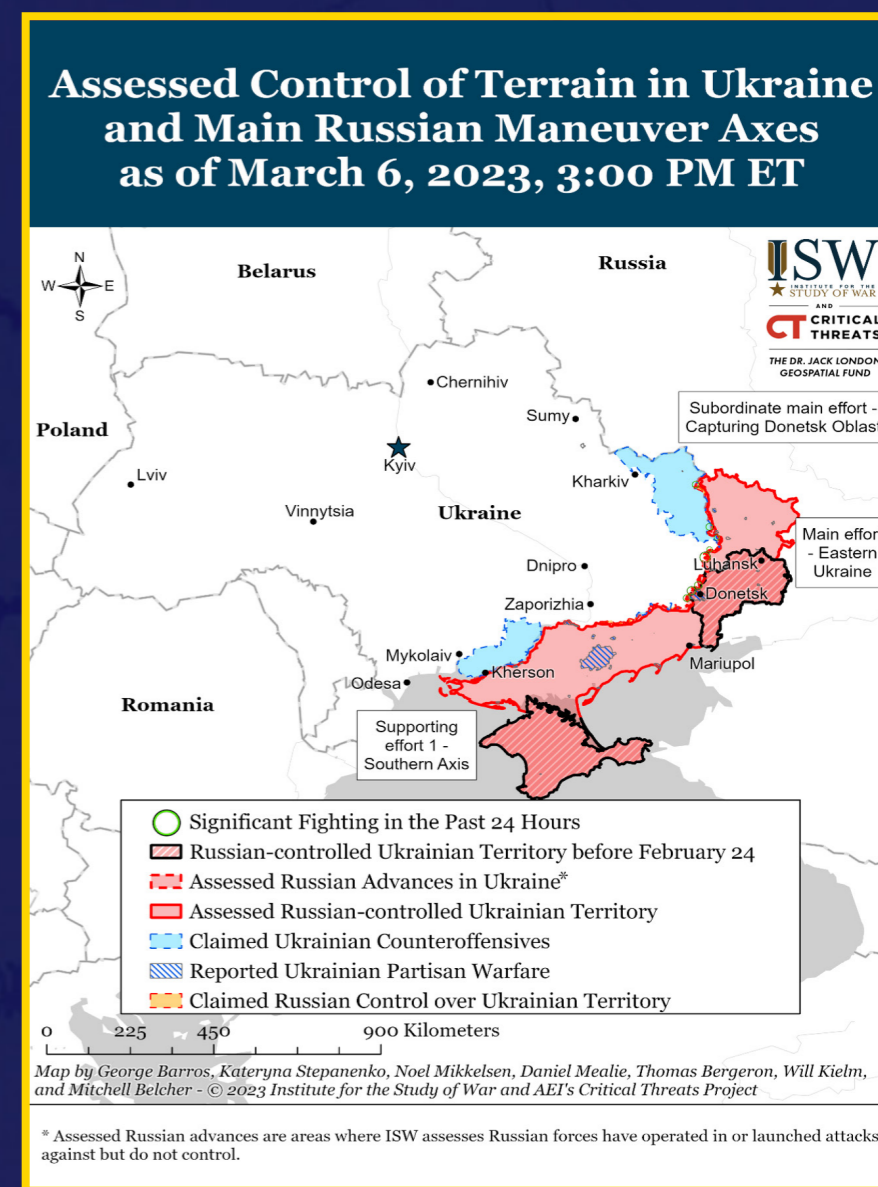 Assessed Control of Terrain in Ukraine
and Main Russian Maneuver Axes
as of March 6, 2023, 3:00 PM ET
N
W E
S
Belarus
Russia
ISW
INSTITUTE FOR THE
STUDY OF WAR
AND
CT CRITICAL
THREATS
THE DR. JACK LONDON
GEOSPATIAL FUND
Chernihiv
Subordinate main effort -
Capturing Donetsk Oblast
Sumy
Poland
Kyiv
Lviv
Kharkiv
Vinnytsia
Ukraine
Main effort
- Eastern
Ukraine
Dnipro
Luhansk
Donetsk
Zaporizhia
Mykolaiv
Mariupol
Kherson
Odesa
Romania
Supporting
effort 1 -
Southern Axis
Significant Fighting in the Past 24 Hours
Russian-controlled Ukrainian Territory before February 24
Assessed Russian Advances in Ukraine*
Assessed Russian-controlled Ukrainian Territory
Claimed Ukrainian Counteroffensives
Reported Ukrainian Partisan Warfare
Claimed Russian Control over Ukrainian Territory
0 225 450 900 Kilometers
Map by George Barros, Kateryna Stepanenko, Noel Mikkelsen, Daniel Mealie, Thomas Bergeron, Will Kielm,
and Mitchell Belcher - © 2023 Institute for the Study of War and AEI's Critical Threats Project
* Assessed Russian advances are areas where ISW assesses Russian forces have operated in or launched attacks
against but do not control.